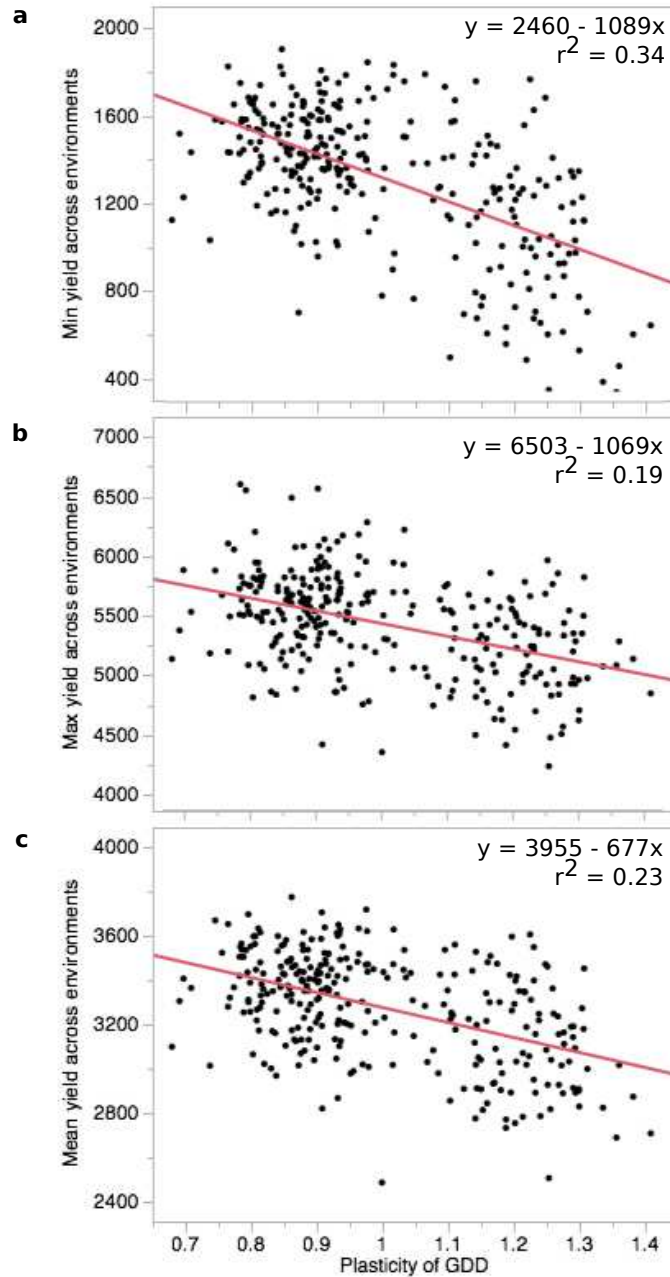 a
y = 2460 - 1089x
r² = 0.34
2000
1600
1200
800
400
Min yield across environments
b
y = 6503 - 1069x
r² = 0.19
7000
6500
6000
5500
5000
4500
4000
Max yield across environments
c
y = 3955 - 677x
r² = 0.23
4000
3600
3200
2800
2400
Mean yield across environments
0.7 0.8 0.9 1 1.1 1.2 1.3 1.4
Plasticity of GDD